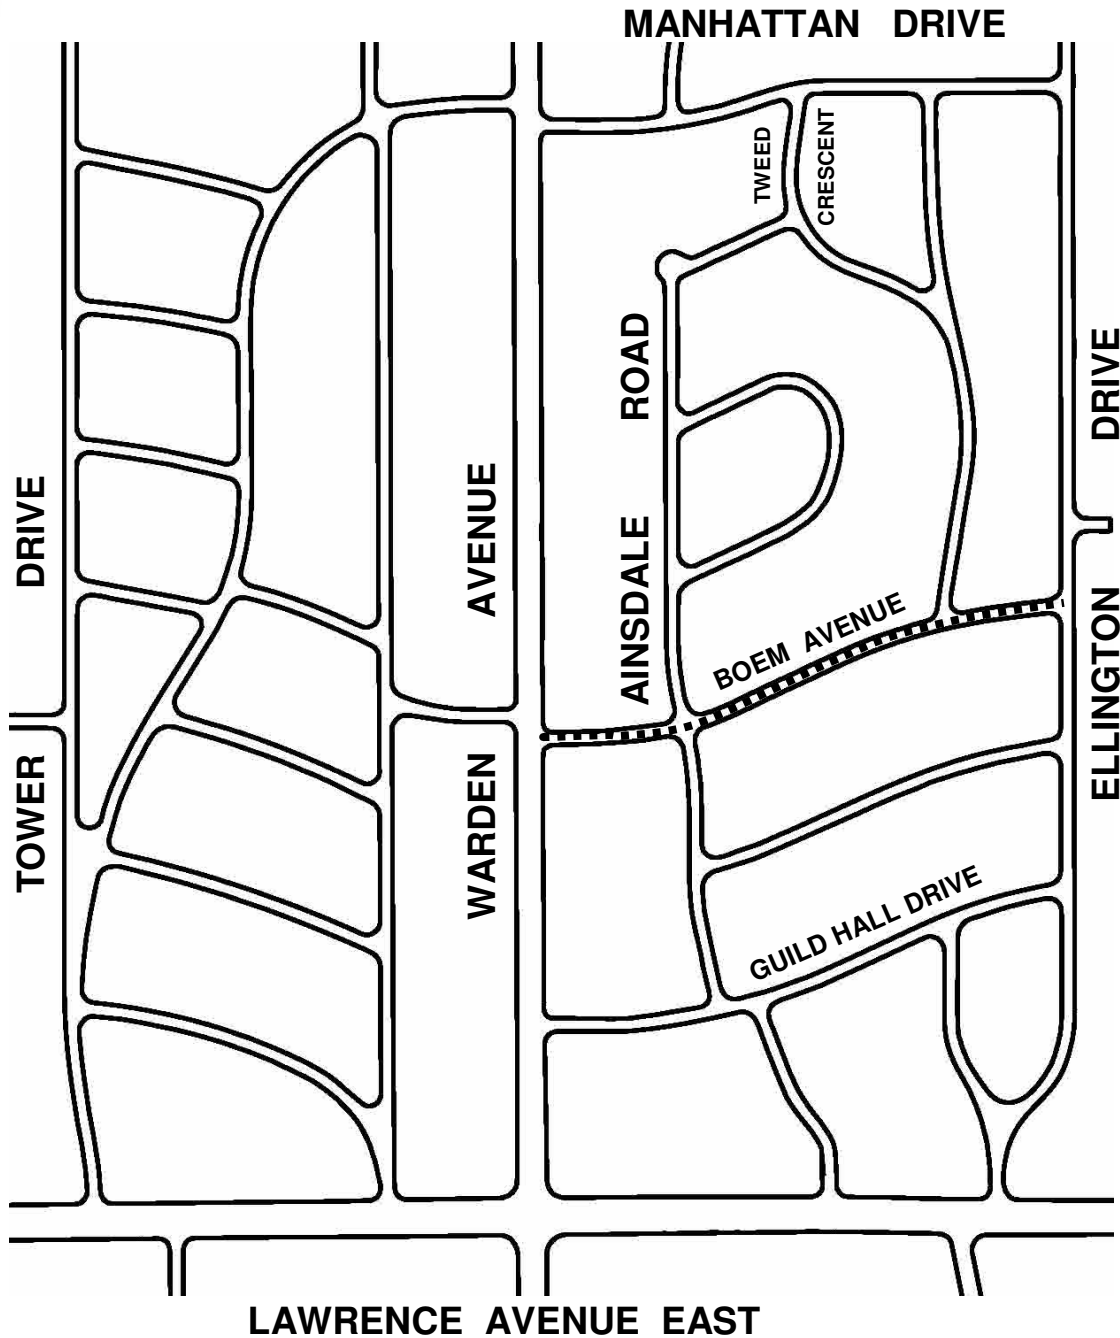 MANHATTAN DRIVE
TWEED
CRESCENT
AINSDALE ROAD
DRIVE
ELLINGTON
TOWER DRIVE
WARDEN AVENUE
BOEM AVENUE
GUILD HALL DRIVE
LAWRENCE AVENUE EAST